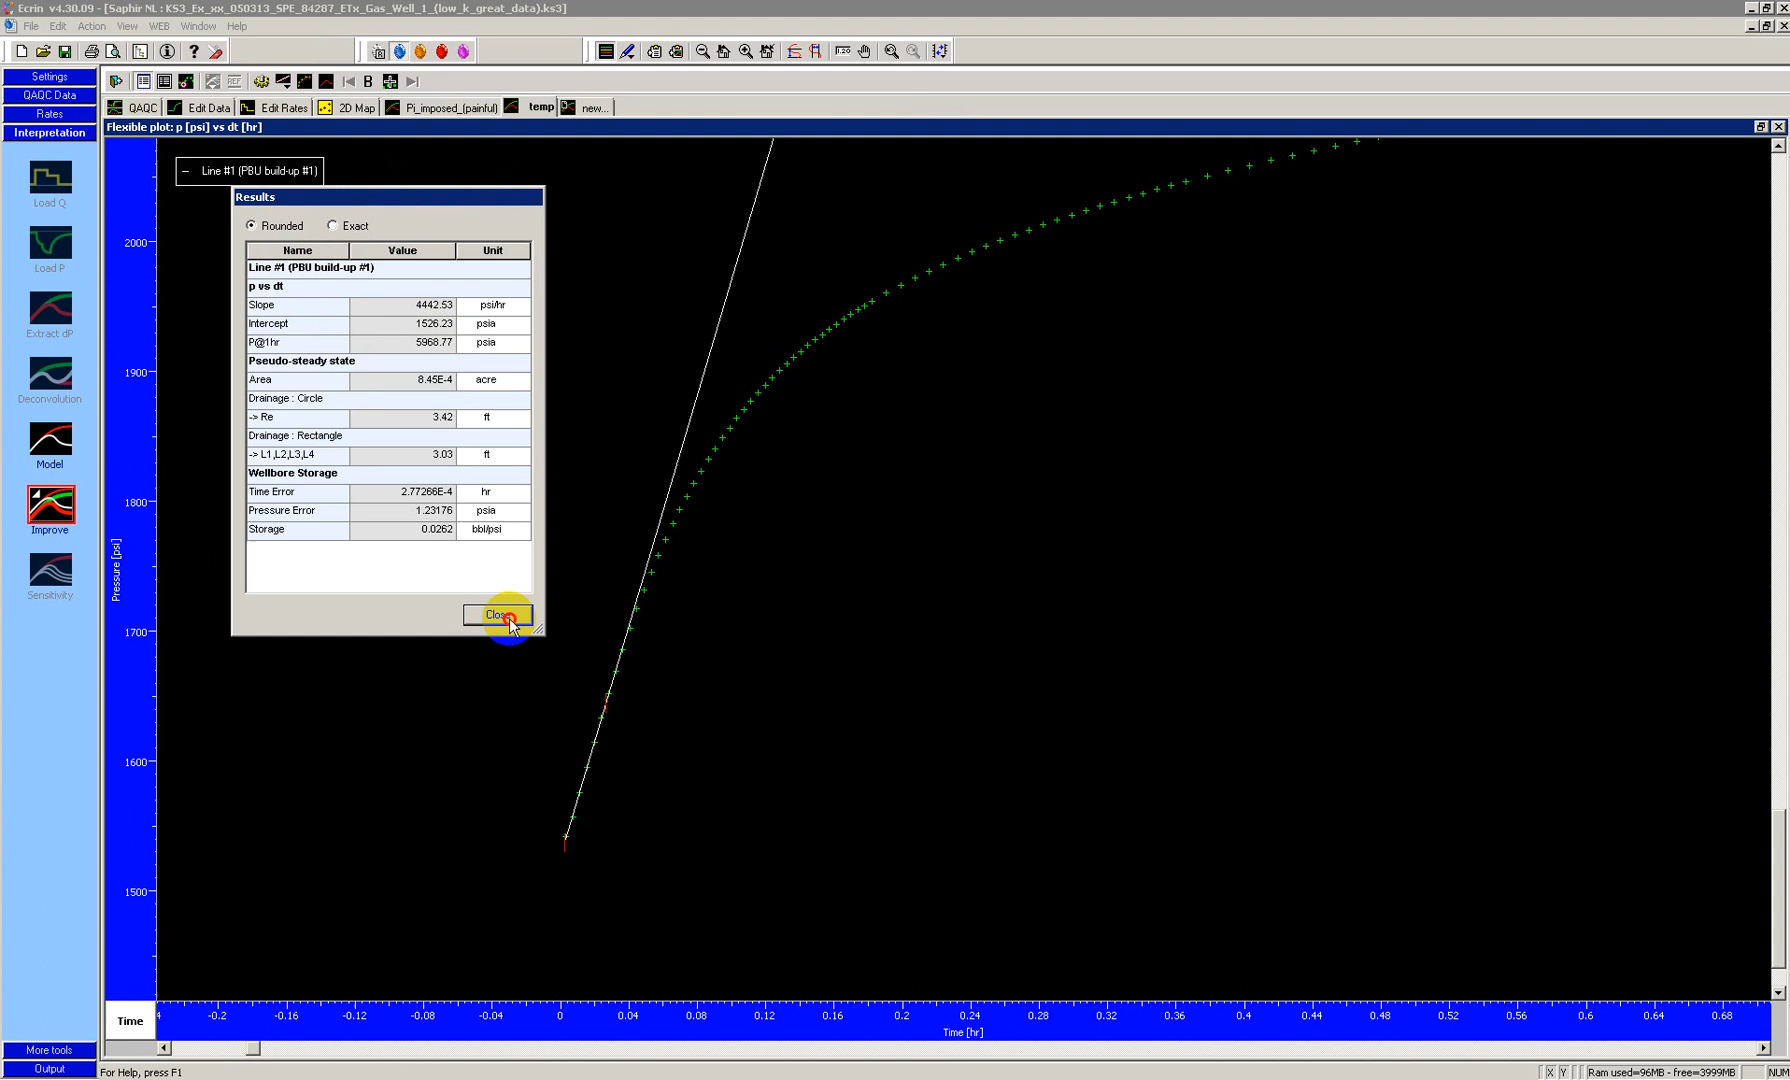 Ecrin v4.30.09 - [Saphir NL : KS3_Ex_xx_050313_SPE_84287_ETx_Gas_Well_1_(low_k_great_data).ks3]
File Edit Action View WEB Window Help
Settings
QAQC Data
Rates
Interpretation
Load Q
Load P
Extract dP
Deconvolution
Model
Improve
Sensitivity
More tools
Output
REF B
QAQC Edit Data Edit Rates 2D Map Pi_imposed_(painful) temp new...
Flexible plot: p [psi] vs dt [hr]
Line #1 (PBU build-up #1)
Results
Rounded Exact
Name Value Unit
Line #1 (PBU build-up #1)
p vs dt
Slope 4442.53 psi/hr
Intercept 1526.23 psia
P@1hr 5968.77 psia
Pseudo-steady state
Area 8.45E-4 acre
Drainage : Circle
-> Re 3.42 ft
Drainage : Rectangle
-> L1,L2,L3,L4 3.03 ft
Wellbore Storage
Time Error 2.77266E-4 hr
Pressure Error 1.23176 psia
Storage 0.0262 bbl/psi
2000
1900
1800
1700
1600
1500
Pressure [psi]
Time
-0.2 -0.16 -0.12 -0.08 -0.04 0 0.04 0.08 0.12 0.16 0.2 0.24 0.28 0.32 0.36 0.4 0.44 0.48 0.52 0.56 0.6 0.64 0.68
Time [hr]
For Help, press F1
X Y Ram used=96MB - free=3999MB NUM